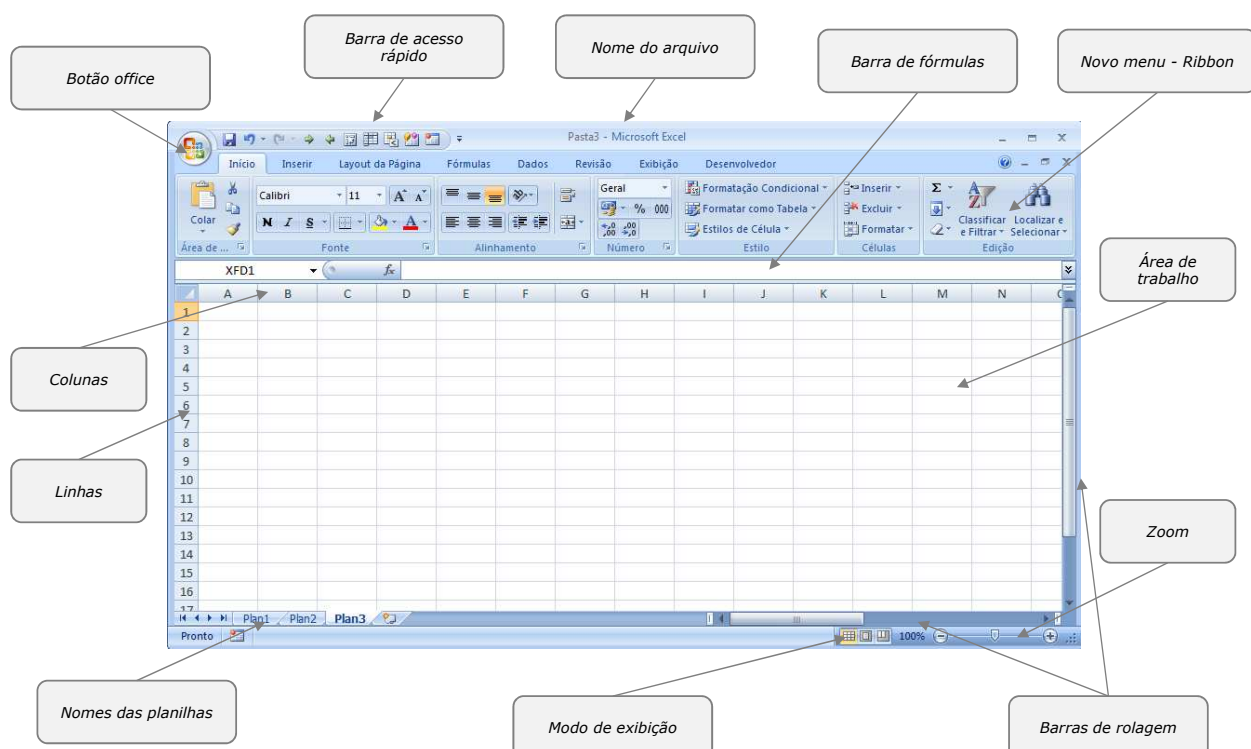 Barra de acesso
rápido
Nome do arquivo
Botão office
Barra de fórmulas
Novo menu - Ribbon
Pasta3 - Microsoft Excel
Início Inserir Layout da Página Fórmulas Dados Revisão Exibição Desenvolvedor
Colar
Calibri 11
N I S
Geral
% 000
Formatação Condicional
Formatar como Tabela
Estilos de Célula
Inserir
Excluir
Formatar
Σ
Classificar
e Filtrar
Localizar e
Selecionar
Área de ... Fonte Alinhamento Número Estilo Células Edição
XFD1 fx
A B C D E F G H I J K L M N
1
2
3
4
5
6
7
8
9
10
11
12
13
14
15
16
17
Área de
trabalho
Colunas
Linhas
Zoom
Plan1 Plan2 Plan3
Pronto 100%
Nomes das planilhas
Modo de exibição
Barras de rolagem